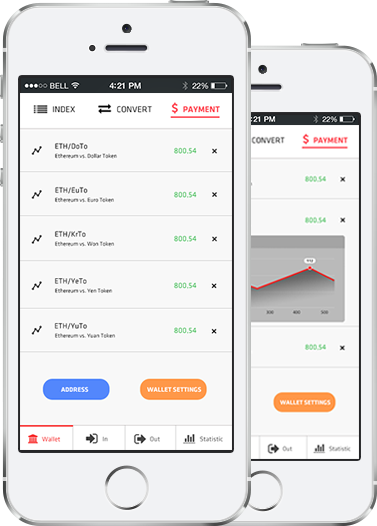 ●●●○○ BELL 4:21 PM 22%
INDEX CONVERT $ PAYMENT
ETH/DoTo
Ethereum vs. Dollar Token
800.54 ×
ETH/EuTo
Ethereum vs. Euro Token
800.54 ×
ETH/KrTo
Ethereum vs. Won Token
800.54 ×
ETH/YeTo
Ethereum vs. Yen Token
800.54 ×
ETH/YuTo
Ethereum vs. Yuan Token
800.54 ×
ADDRESS WALLET SETTINGS
Wallet In Out Statistic
:21 PM 22%
CONVERT $ PAYMENT
800.54 ×
800.54 ×
300 400 500
800.54 ×
WALLET SETTINGS
Out Statistic